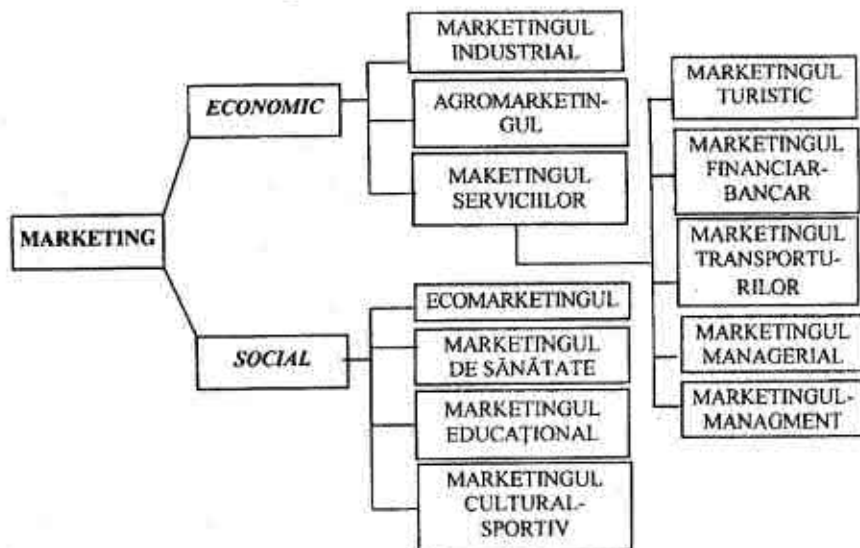 MARKETING
ECONOMIC
MARKETINGUL
INDUSTRIAL
AGROMARKETIN-
GUL
MAKETINGUL
SERVICIILOR
MARKETINGUL
TURISTIC
MARKETINGUL
FINANCIAR-
BANCAR
MARKETINGUL
TRANSPORTU-
RILOR
MARKETINGUL
MANAGERIAL
MARKETINGUL-
MANAGMENT
SOCIAL
ECOMARKETINGUL
MARKETINGUL
DE SĂNĂTATE
MARKETINGUL
EDUCAŢIONAL
MARKETINGUL
CULTURAL-
SPORTIV